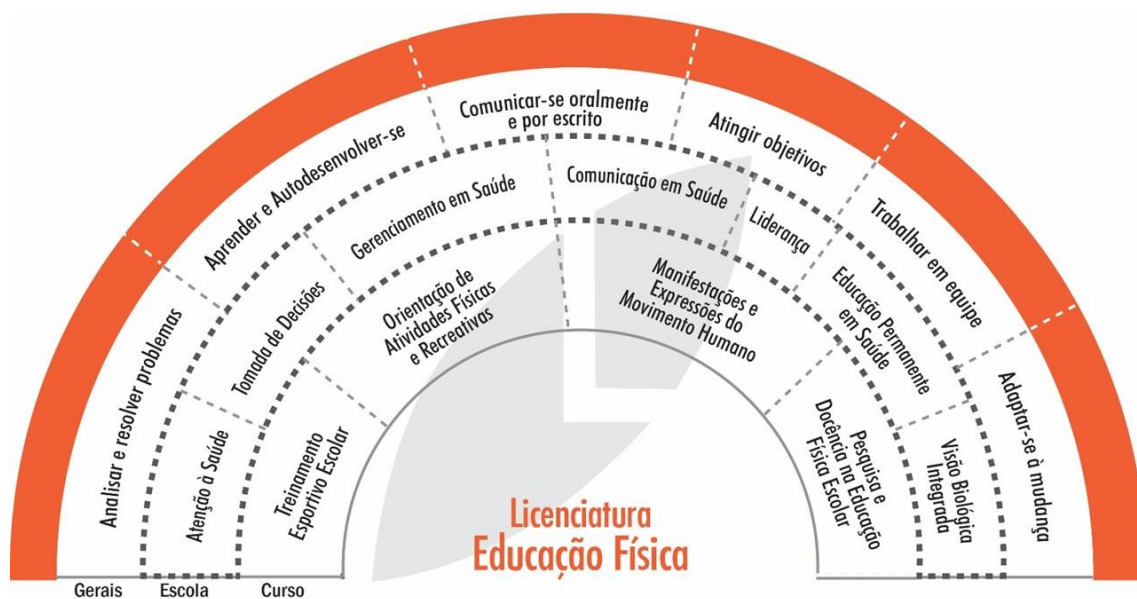 Analisar e resolver problemas
Aprender e Autodesenvolver-se
Comunicar-se oralmente
e por escrito
Atingir objetivos
Trabalhar em equipe
Adaptar-se à mudança
Atenção à Saúde
Tomada de Decisões
Gerenciamento em Saúde
Comunicação em Saúde
Liderança
Educação Permanente
em Saúde
Visão Biológica
Integrada
Treinamento
Esportivo Escolar
Orientação de
Atividades Físicas
e Recreativas
Manifestações e
Expressões do
Movimento Humano
Pesquisa e
Docência na Educação
Física Escolar
Licenciatura
Educação Física
Gerais
Escola
Curso